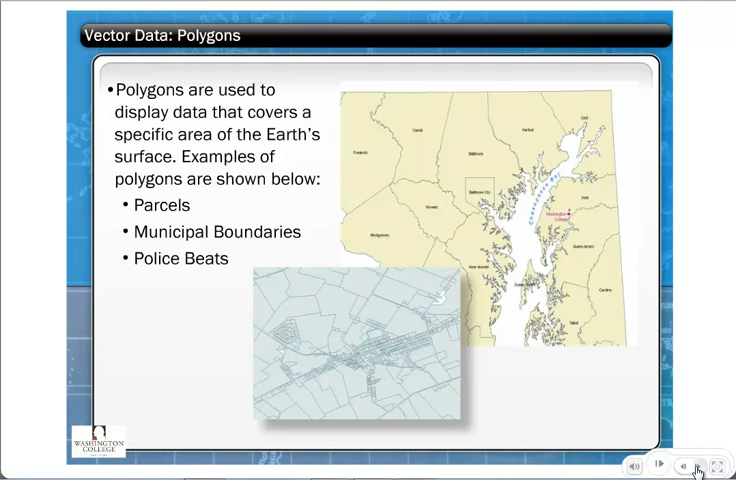 Vector Data: Polygons
•Polygons are used to
display data that covers a
specific area of the Earth's
surface. Examples of
polygons are shown below:
• Parcels
• Municipal Boundaries
• Police Beats
Cecil
Carroll
Harford
Frederick
Baltimore
Baltimore City
Kent
Howard
Washington
College
Montgomery
Queen Anne's
Anne Arundel
Caroline
Talbot
WASHINGTON
COLLEGE